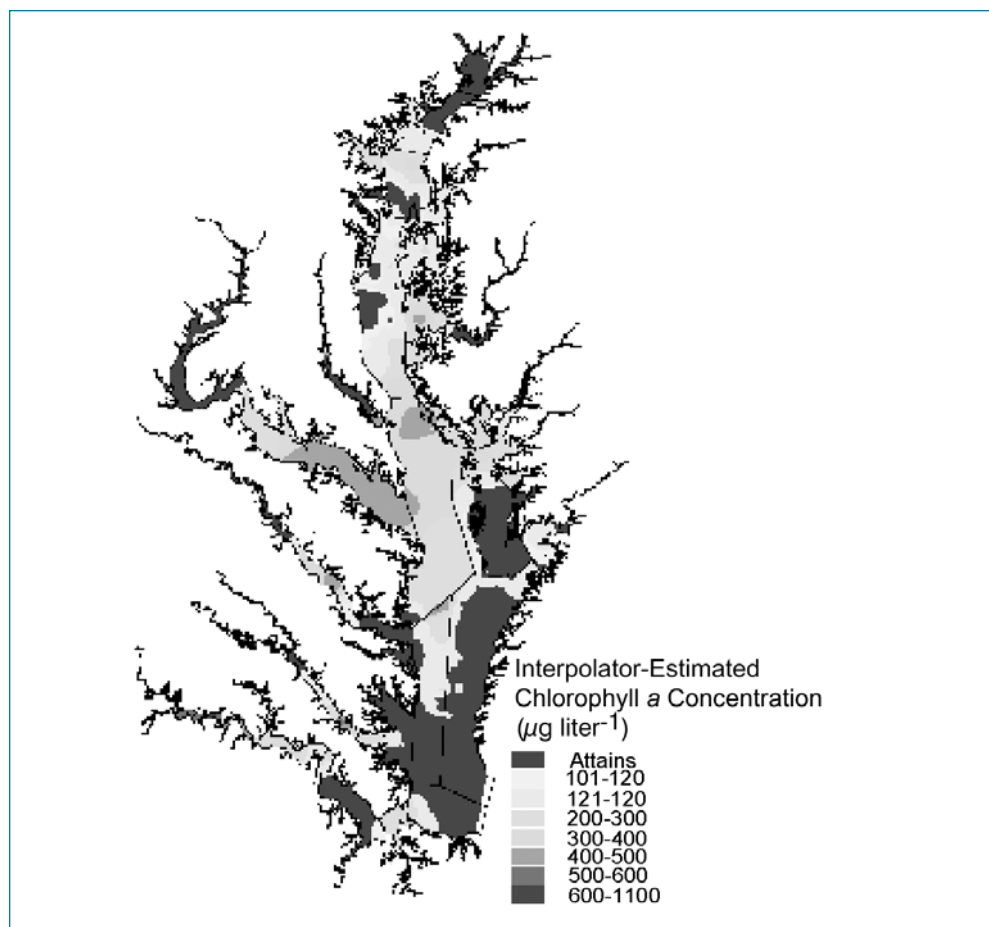 Interpolator-Estimated
Chlorophyll a Concentration
(µg liter⁻¹)
Attains
101-120
121-120
200-300
300-400
400-500
500-600
600-1100